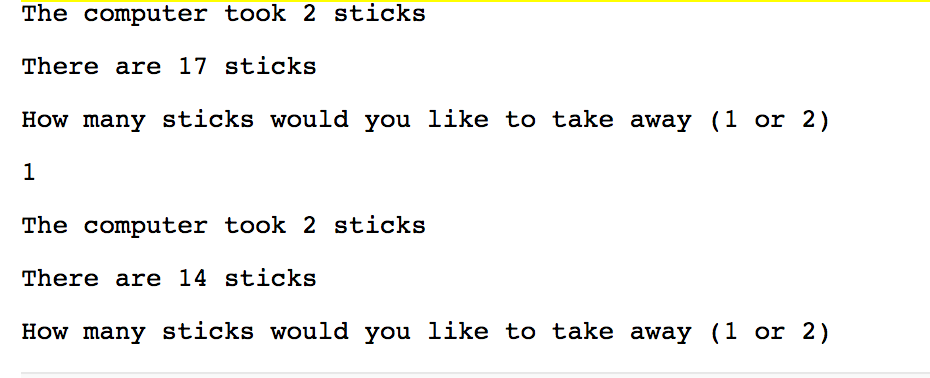 The computer took 2 sticks
There are 17 sticks
How many sticks would you like to take away (1 or 2)
1
The computer took 2 sticks
There are 14 sticks
How many sticks would you like to take away (1 or 2)